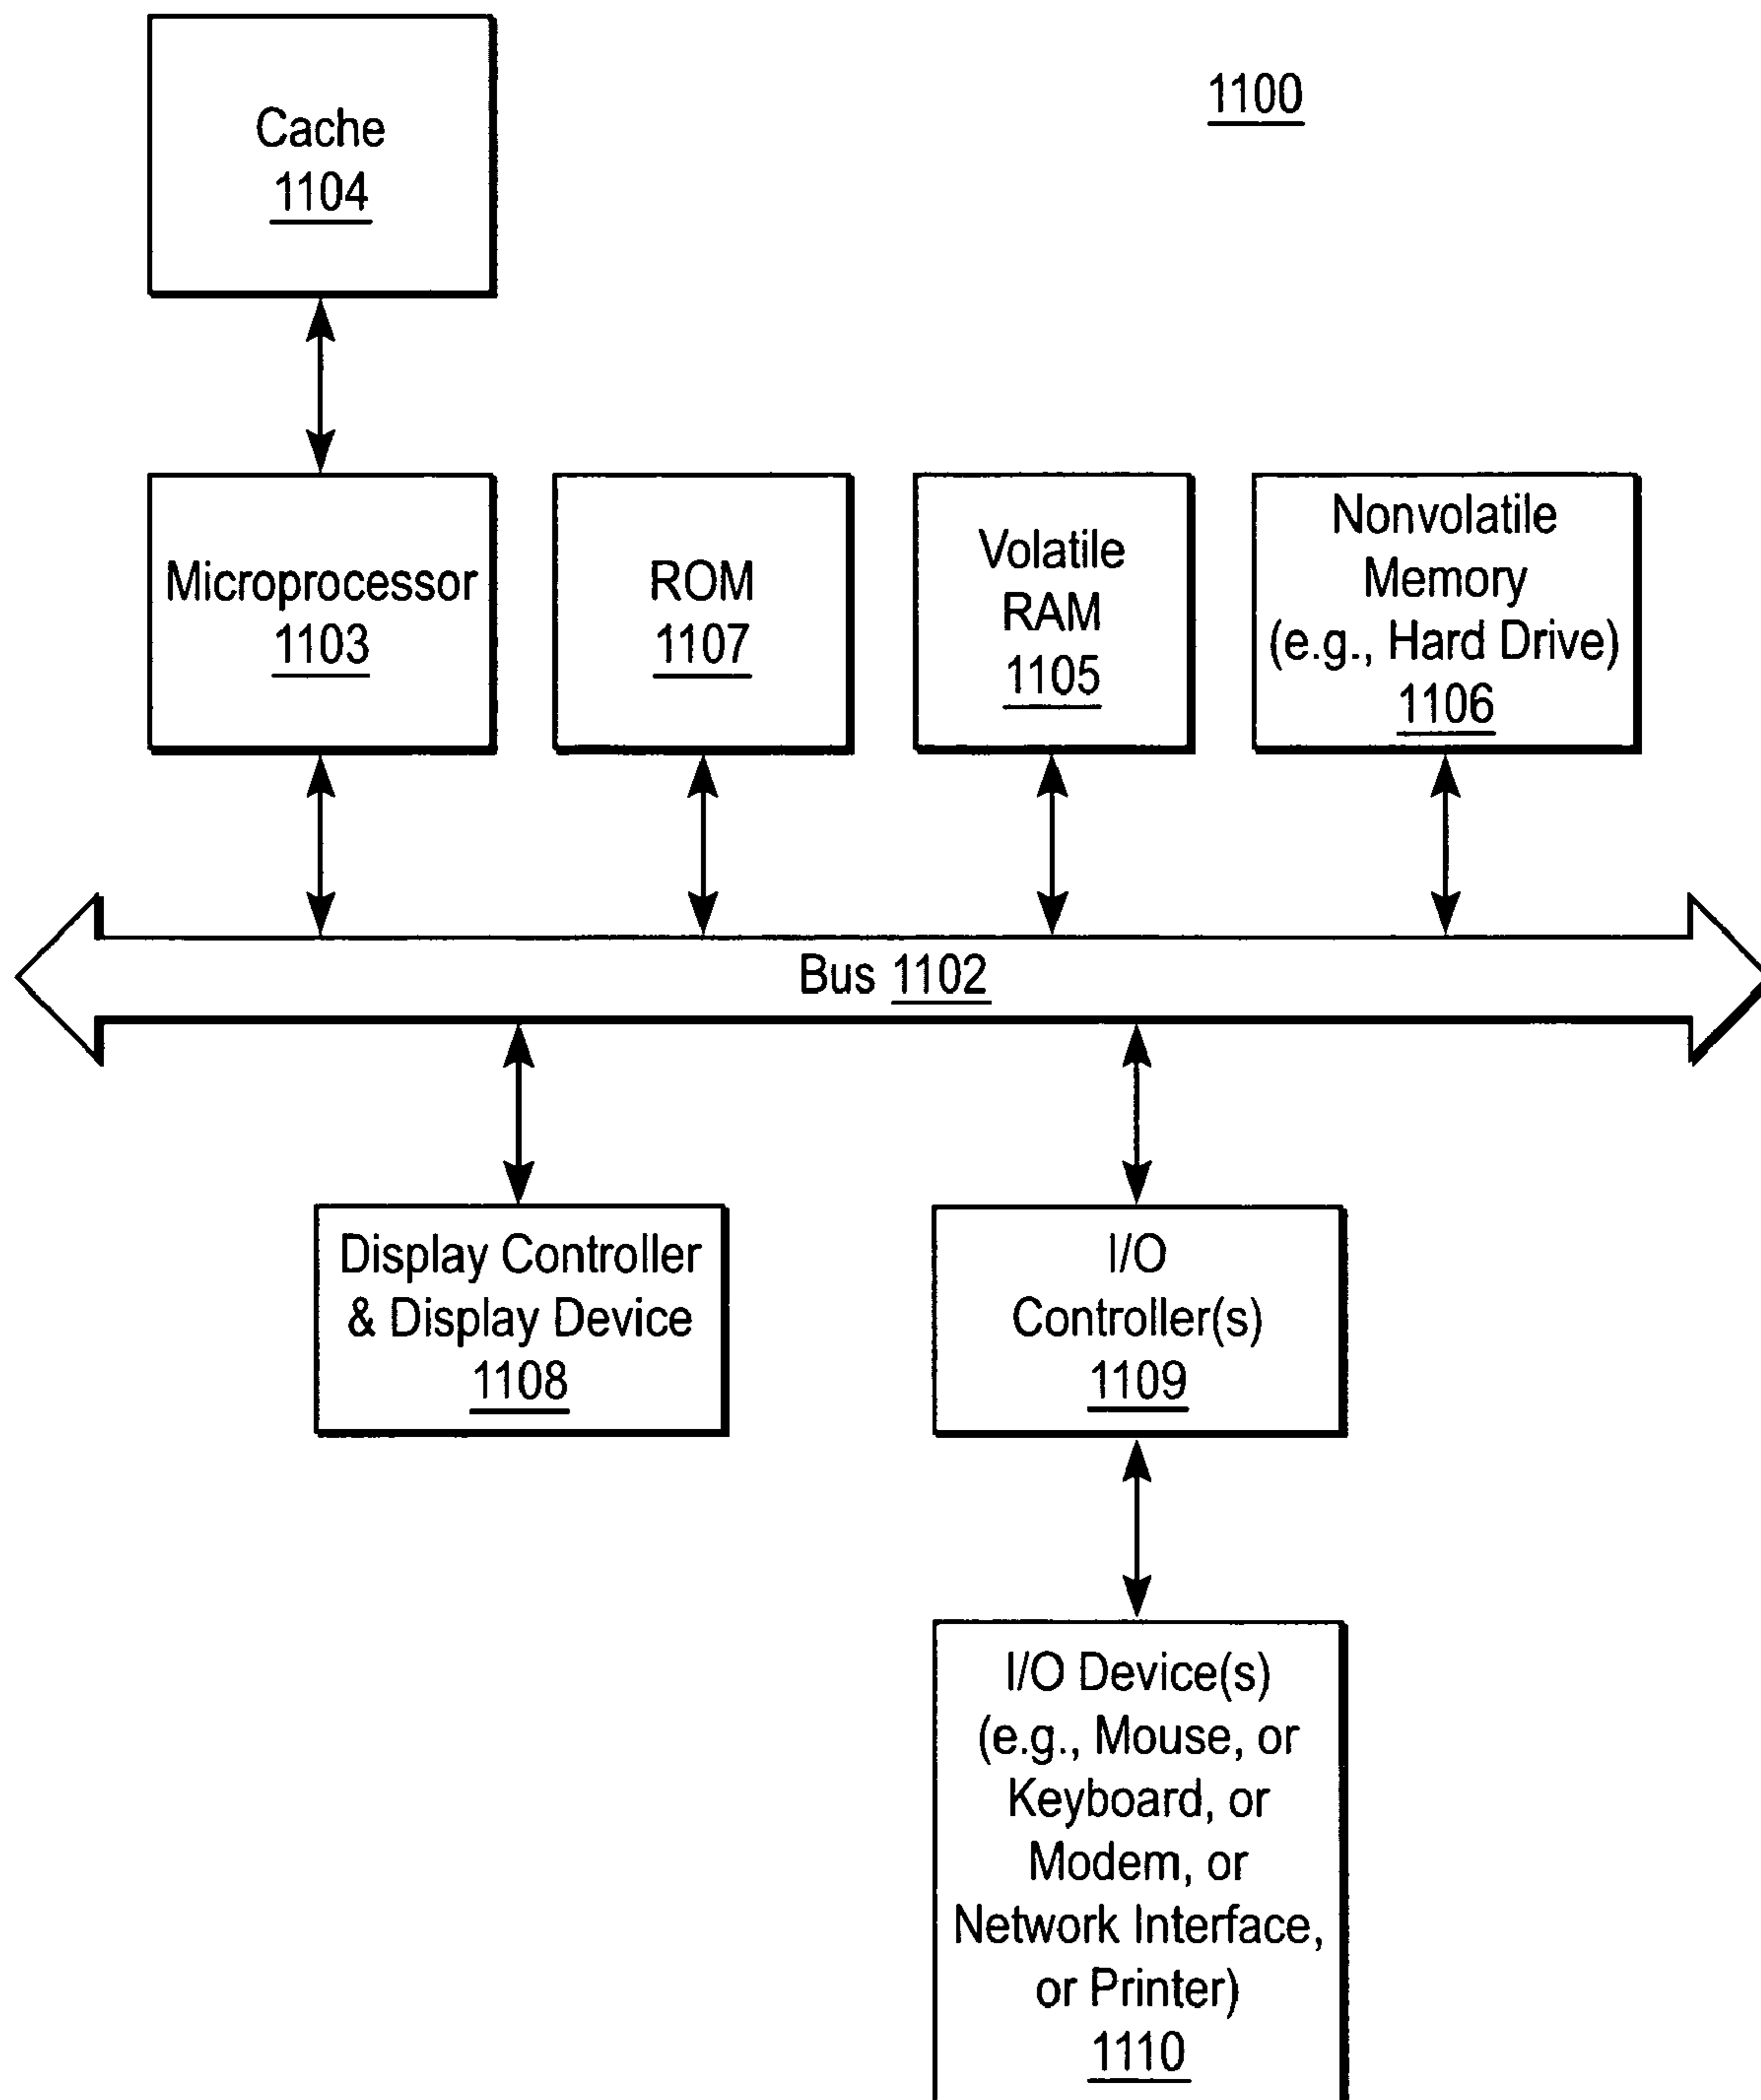 Cache
1104
1100
Microprocessor
1103
ROM
1107
Volatile
RAM
1105
Nonvolatile
Memory
(e.g., Hard Drive)
1106
Bus 1102
Display Controller
& Display Device
1108
I/O
Controller(s)
1109
I/O Device(s)
(e.g., Mouse, or
Keyboard, or
Modem, or
Network Interface,
or Printer)
1110